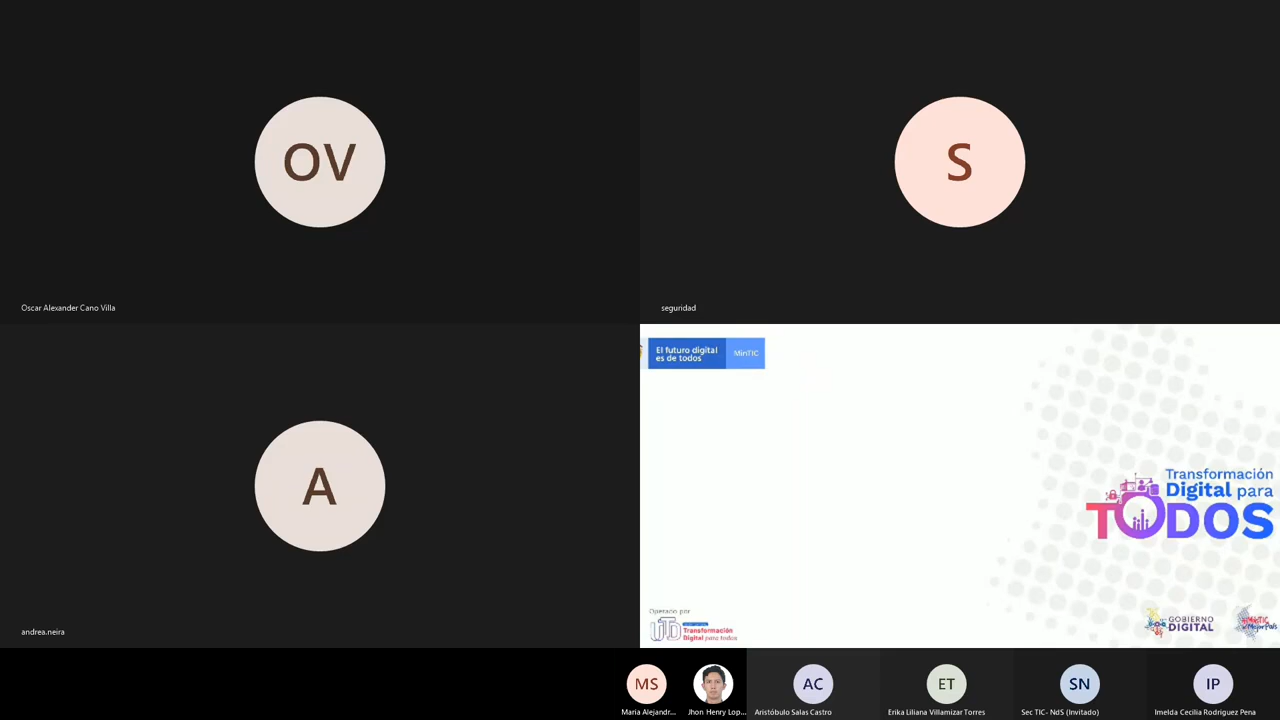 OV
Oscar Alexander Cano Villa
S
seguridad
A
andrea.neira
El futuro digital
es de todos
MinTIC
Transformación
Digital para
TODOS
Operado por
UTD
Transformación
Digital para todos
GOBIERNO
DIGITAL
MS
Maria Alejandr...
Jhon Henry Lop...
AC
Aristóbulo Salas Castro
ET
Erika Liliana Villamizar Torres
SN
Sec TIC- NdS (Invitado)
IP
Imelda Cecilia Rodriguez Pena